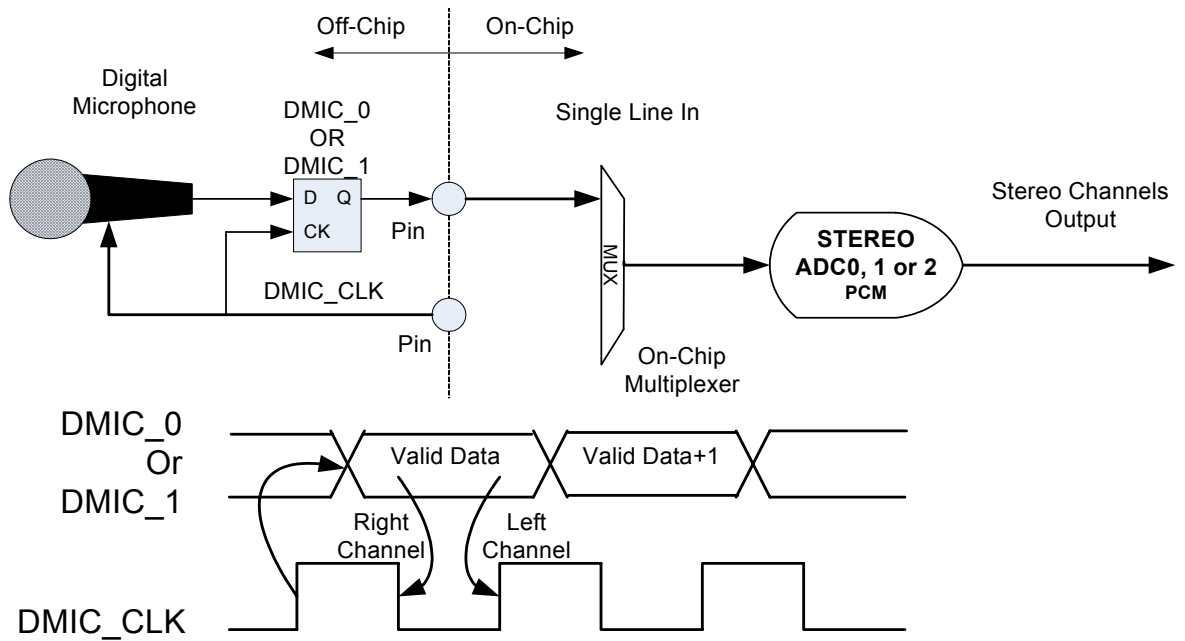 Off-Chip
On-Chip
Digital
Microphone
DMIC_0
OR
DMIC_1
Single Line In
D
Q
CK
Pin
DMIC_CLK
Pin
MUX
On-Chip
Multiplexer
STEREO
ADC0, 1 or 2
PCM
Stereo Channels
Output
DMIC_0
Or
DMIC_1
Valid Data
Valid Data+1
Right
Channel
Left
Channel
DMIC_CLK